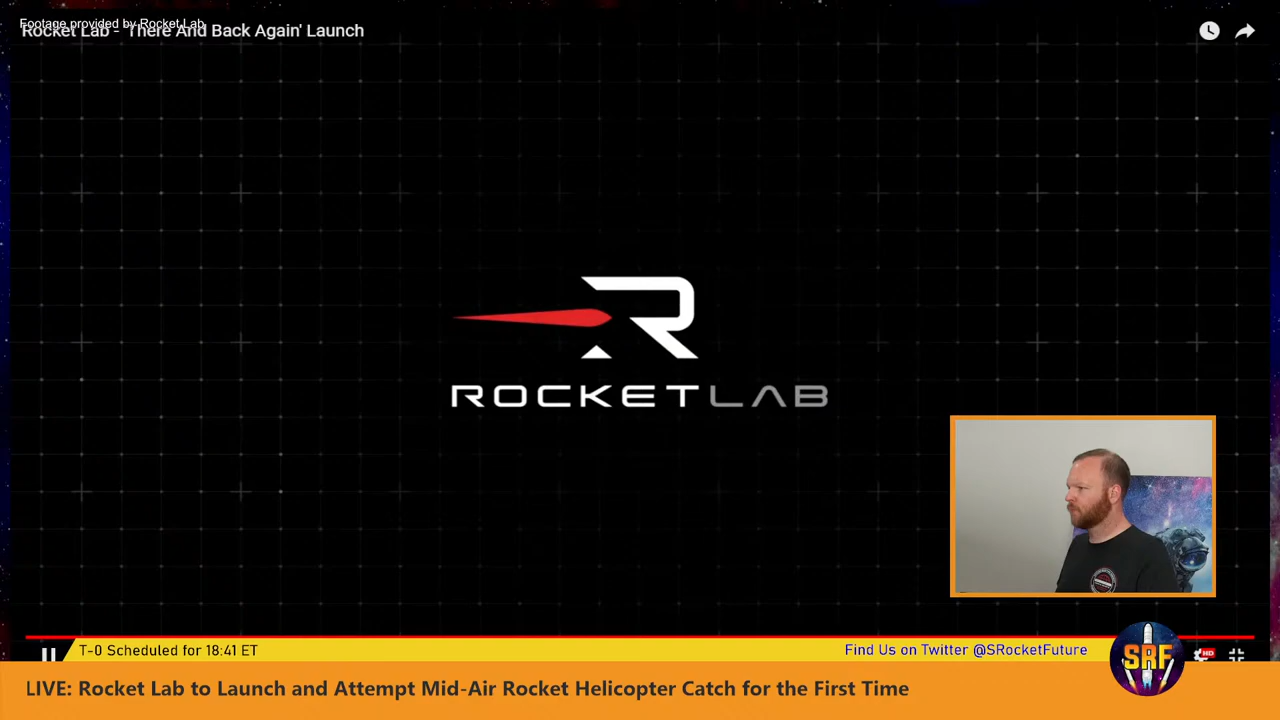 Footage provided by Rocket Lab
Rocket Lab - 'There And Back Again' Launch
ROCKETLAB
T-0 Scheduled for 18:41 ET
Find Us on Twitter @SRocketFuture
SRF
HD
LIVE: Rocket Lab to Launch and Attempt Mid-Air Rocket Helicopter Catch for the First Time